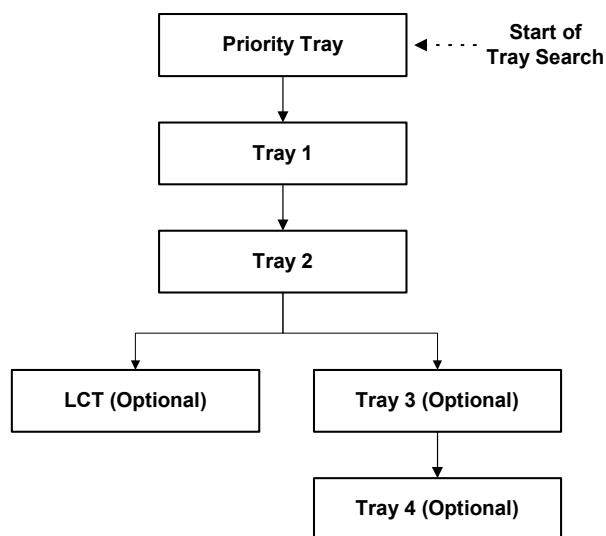 Priority Tray
Start of
Tray Search
Tray 1
Tray 2
LCT (Optional)
Tray 3 (Optional)
Tray 4 (Optional)